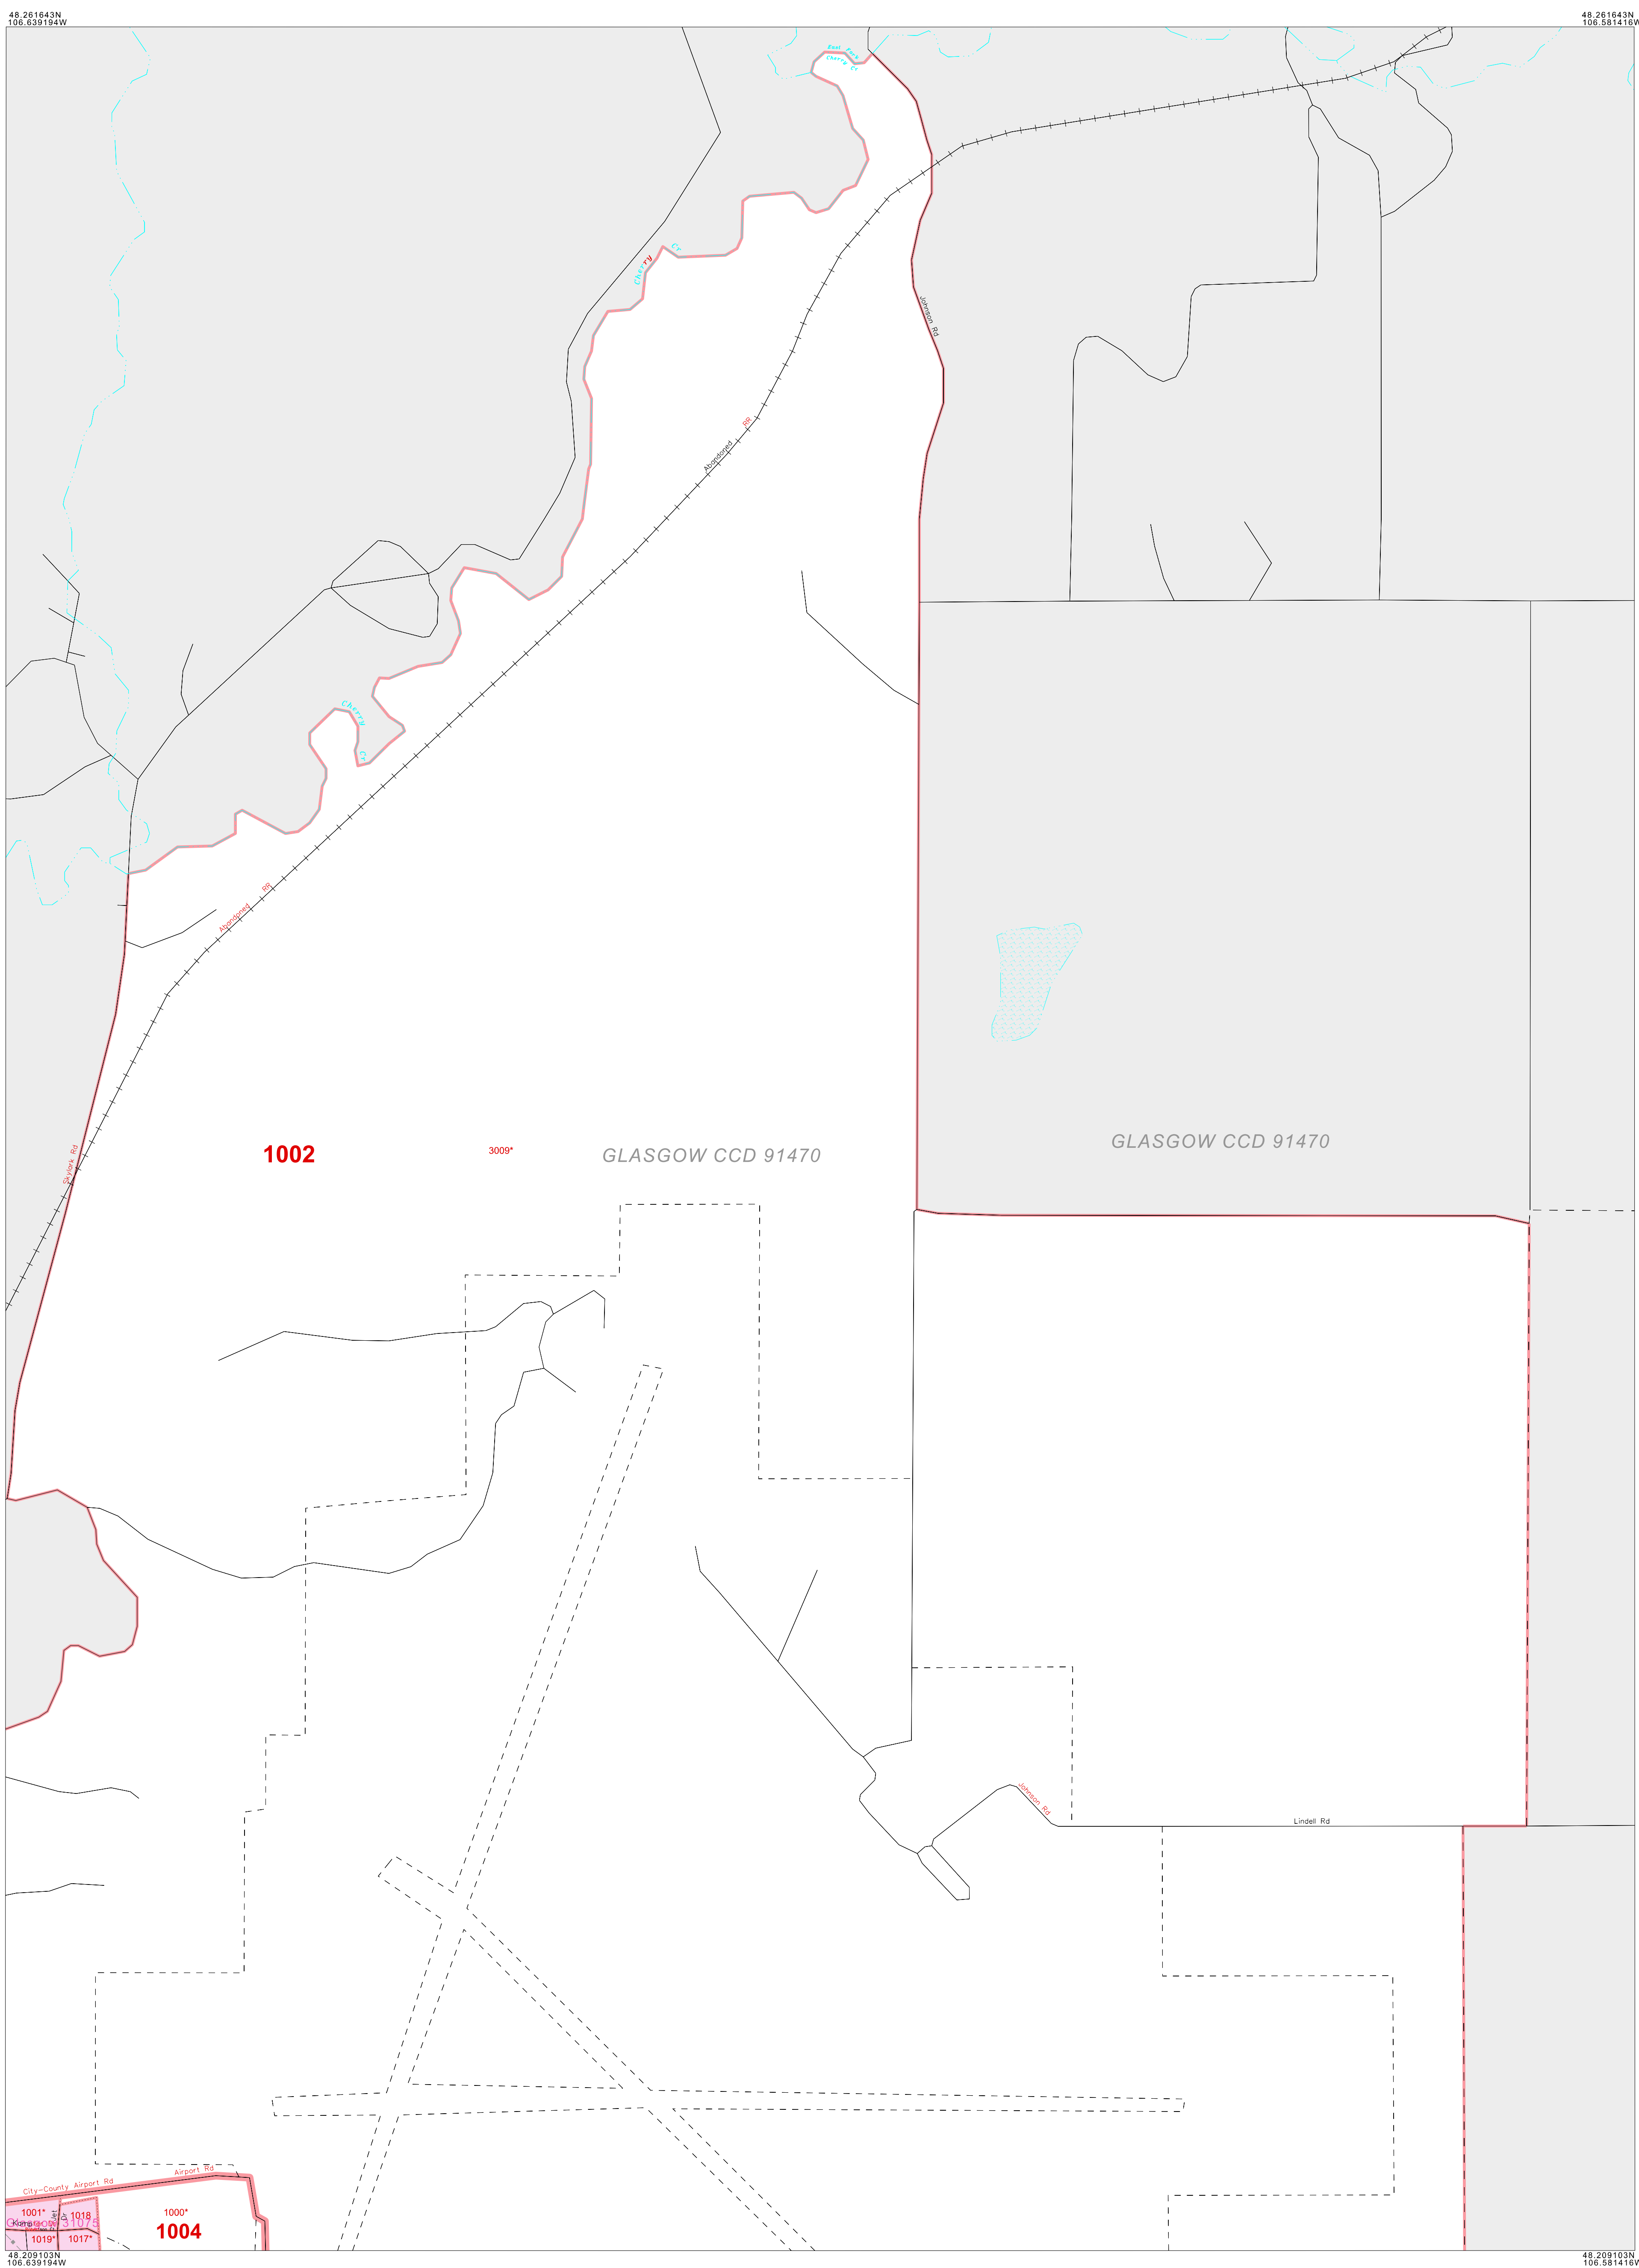 48.261643N
106.639194W
48.261643N
106.581416W
East Fork
Cherry Cr
Cherry Cr
Johnson Rd
Abandoned RR
Cherry Cr
Abandoned RR
Skylark Rd
1002
3009*
GLASGOW CCD 91470
GLASGOW CCD 91470
Johnson Rd
Lindell Rd
City-County Airport Rd
Airport Rd
1001*
1018
1000*
1004
Glasgow 31075
1019*
1017*
48.209103N
106.639194W
48.209103N
106.581416W